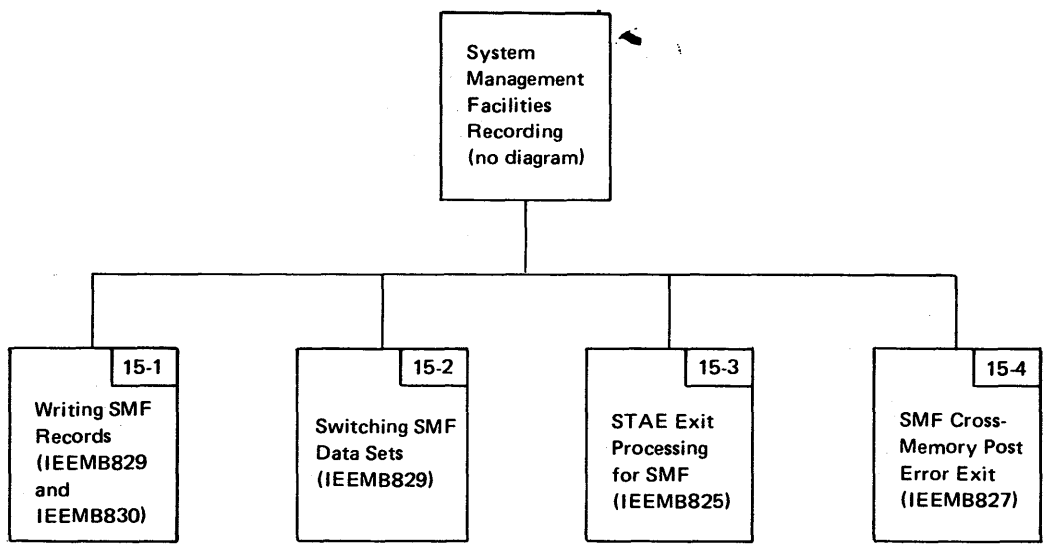 System
Management
Facilities
Recording
(no diagram)
15-1
Writing SMF
Records
(IEEMB829
and
IEEMB830)
15-2
Switching SMF
Data Sets
(IEEMB829)
15-3
STAE Exit
Processing
for SMF
(IEEMB825)
15-4
SMF Cross-
Memory Post
Error Exit
(IEEMB827)